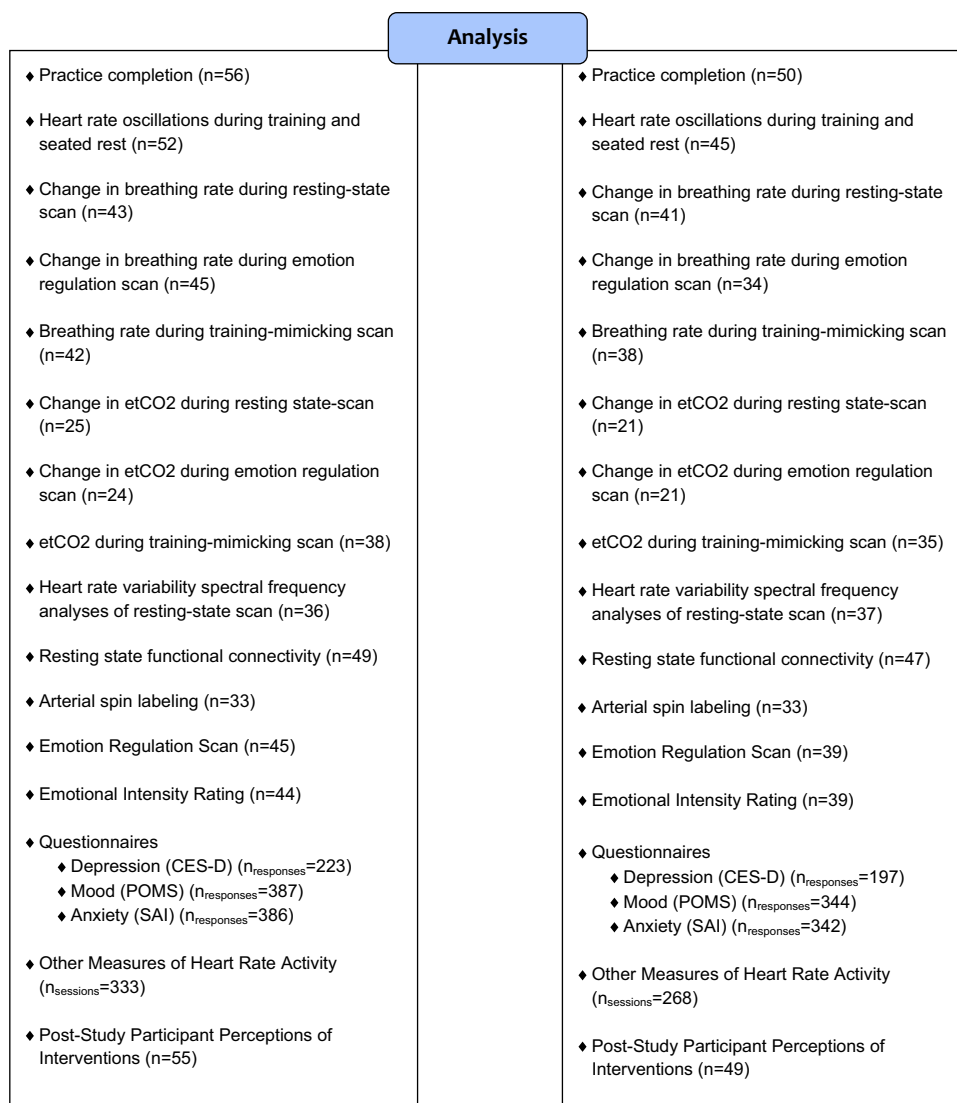 Analysis
♦ Practice completion (n=56)
♦ Heart rate oscillations during training and
seated rest (n=52)
♦ Change in breathing rate during resting-state
scan (n=43)
♦ Change in breathing rate during emotion
regulation scan (n=45)
♦ Breathing rate during training-mimicking scan
(n=42)
♦ Change in etCO2 during resting state-scan
(n=25)
♦ Change in etCO2 during emotion regulation
scan (n=24)
♦ etCO2 during training-mimicking scan (n=38)
♦ Heart rate variability spectral frequency
analyses of resting-state scan (n=36)
♦ Resting state functional connectivity (n=49)
♦ Arterial spin labeling (n=33)
♦ Emotion Regulation Scan (n=45)
♦ Emotional Intensity Rating (n=44)
♦ Questionnaires
♦ Depression (CES-D) (nresponses=223)
♦ Mood (POMS) (nresponses=387)
♦ Anxiety (SAI) (nresponses=386)
♦ Other Measures of Heart Rate Activity
(nsessions=333)
♦ Post-Study Participant Perceptions of
Interventions (n=55)
♦ Practice completion (n=50)
♦ Heart rate oscillations during training and
seated rest (n=45)
♦ Change in breathing rate during resting-state
scan (n=41)
♦ Change in breathing rate during emotion
regulation scan (n=34)
♦ Breathing rate during training-mimicking scan
(n=38)
♦ Change in etCO2 during resting state-scan
(n=21)
♦ Change in etCO2 during emotion regulation
scan (n=21)
♦ etCO2 during training-mimicking scan (n=35)
♦ Heart rate variability spectral frequency
analyses of resting-state scan (n=37)
♦ Resting state functional connectivity (n=47)
♦ Arterial spin labeling (n=33)
♦ Emotion Regulation Scan (n=39)
♦ Emotional Intensity Rating (n=39)
♦ Questionnaires
♦ Depression (CES-D) (nresponses=197)
♦ Mood (POMS) (nresponses=344)
♦ Anxiety (SAI) (nresponses=342)
♦ Other Measures of Heart Rate Activity
(nsessions=268)
♦ Post-Study Participant Perceptions of
Interventions (n=49)